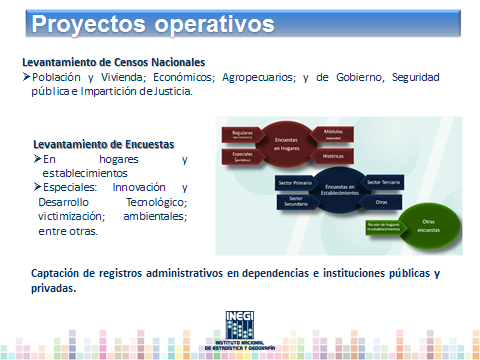 Proyectos operativos
Levantamiento de Censos Nacionales
➢Población y Vivienda; Económicos; Agropecuarios; y de Gobierno, Seguridad
pública e Impartición de Justicia.
Levantamiento de Encuestas
➢En hogares y
establecimientos
➢Especiales: Innovación y
Desarrollo Tecnológico;
victimización; ambientales;
entre otras.
Regulares
Especiales
Encuestas
en Hogares
Módulos
Históricas
Sector Primario
Sector
Secundario
Encuestas en
Establecimientos
Sector Terciario
Otras
No son de hogares
ni establecimientos
Otras
encuestas
Captación de registros administrativos en dependencias e instituciones públicas y
privadas.
INEGI
INSTITUTO NACIONAL
DE ESTADÍSTICA Y GEOGRAFÍA